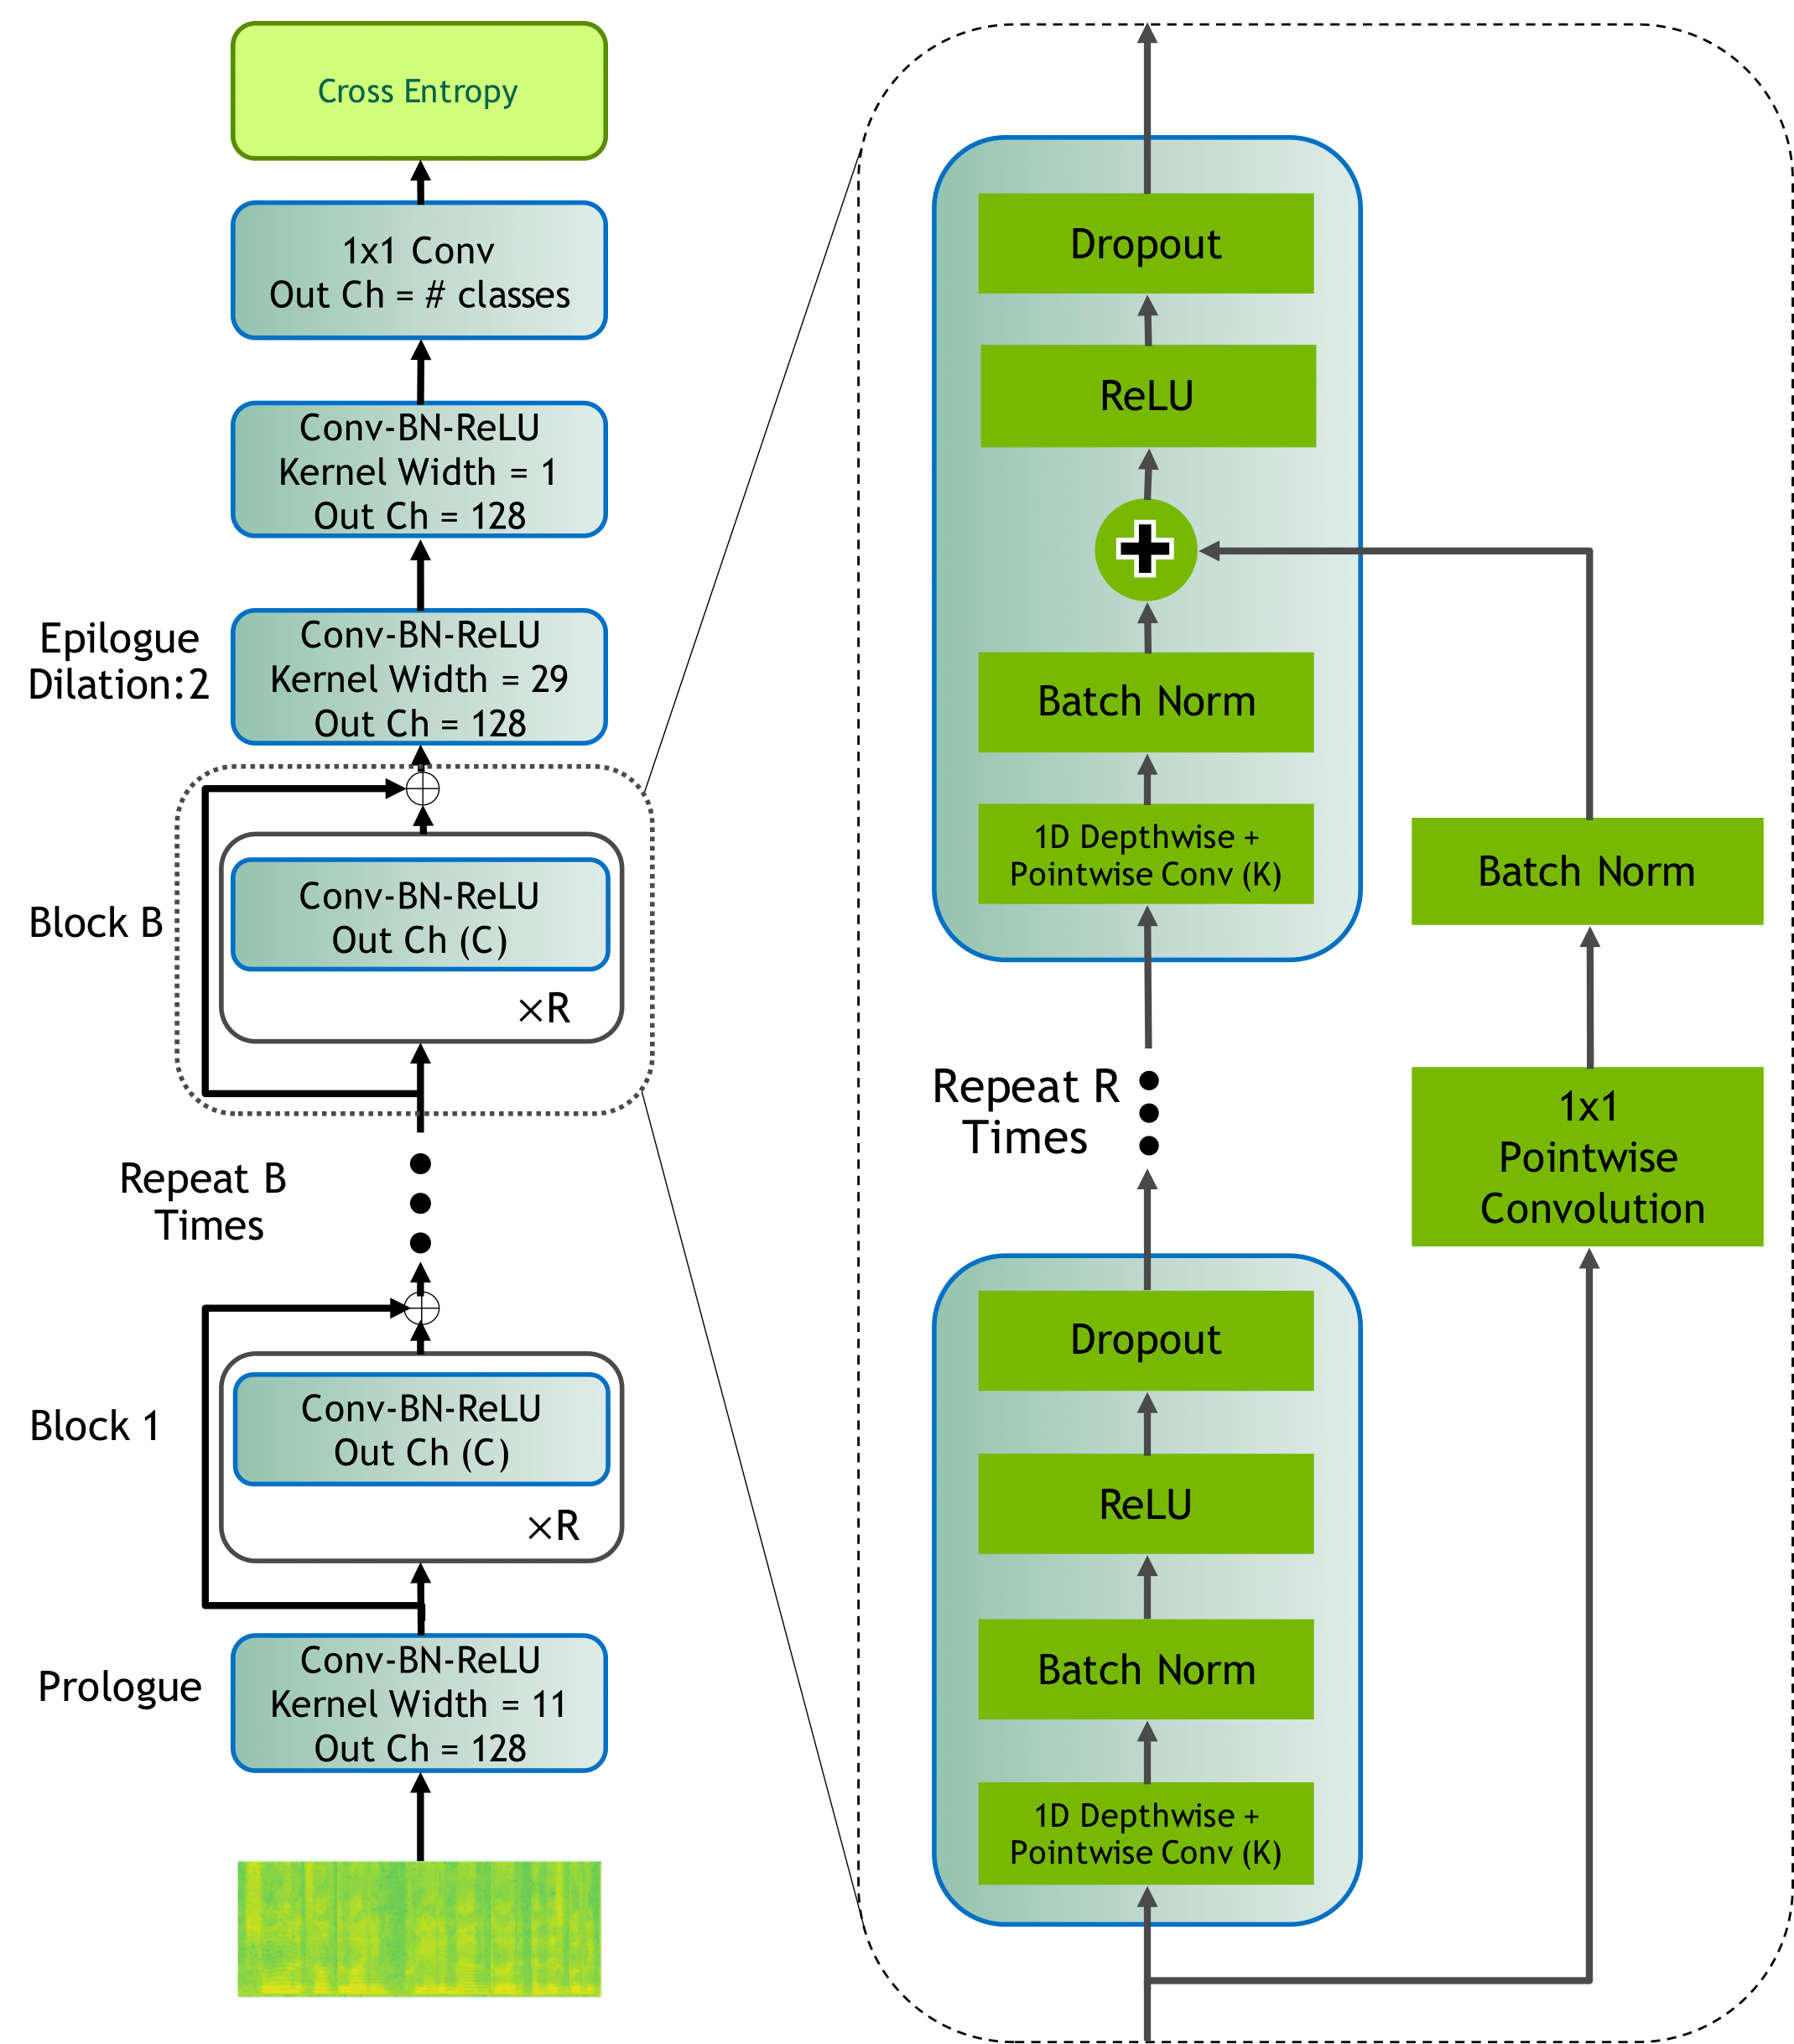 Cross Entropy
1x1 Conv
Out Ch = # classes
Conv-BN-ReLU
Kernel Width = 1
Out Ch = 128
Epilogue
Dilation:2
Conv-BN-ReLU
Kernel Width = 29
Out Ch = 128
Block B
Conv-BN-ReLU
Out Ch (C)
×R
Repeat B
Times
Block 1
Conv-BN-ReLU
Out Ch (C)
×R
Prologue
Conv-BN-ReLU
Kernel Width = 11
Out Ch = 128
Dropout
ReLU
Batch Norm
1D Depthwise +
Pointwise Conv (K)
Repeat R
Times
Dropout
ReLU
Batch Norm
1D Depthwise +
Pointwise Conv (K)
Batch Norm
1x1
Pointwise
Convolution